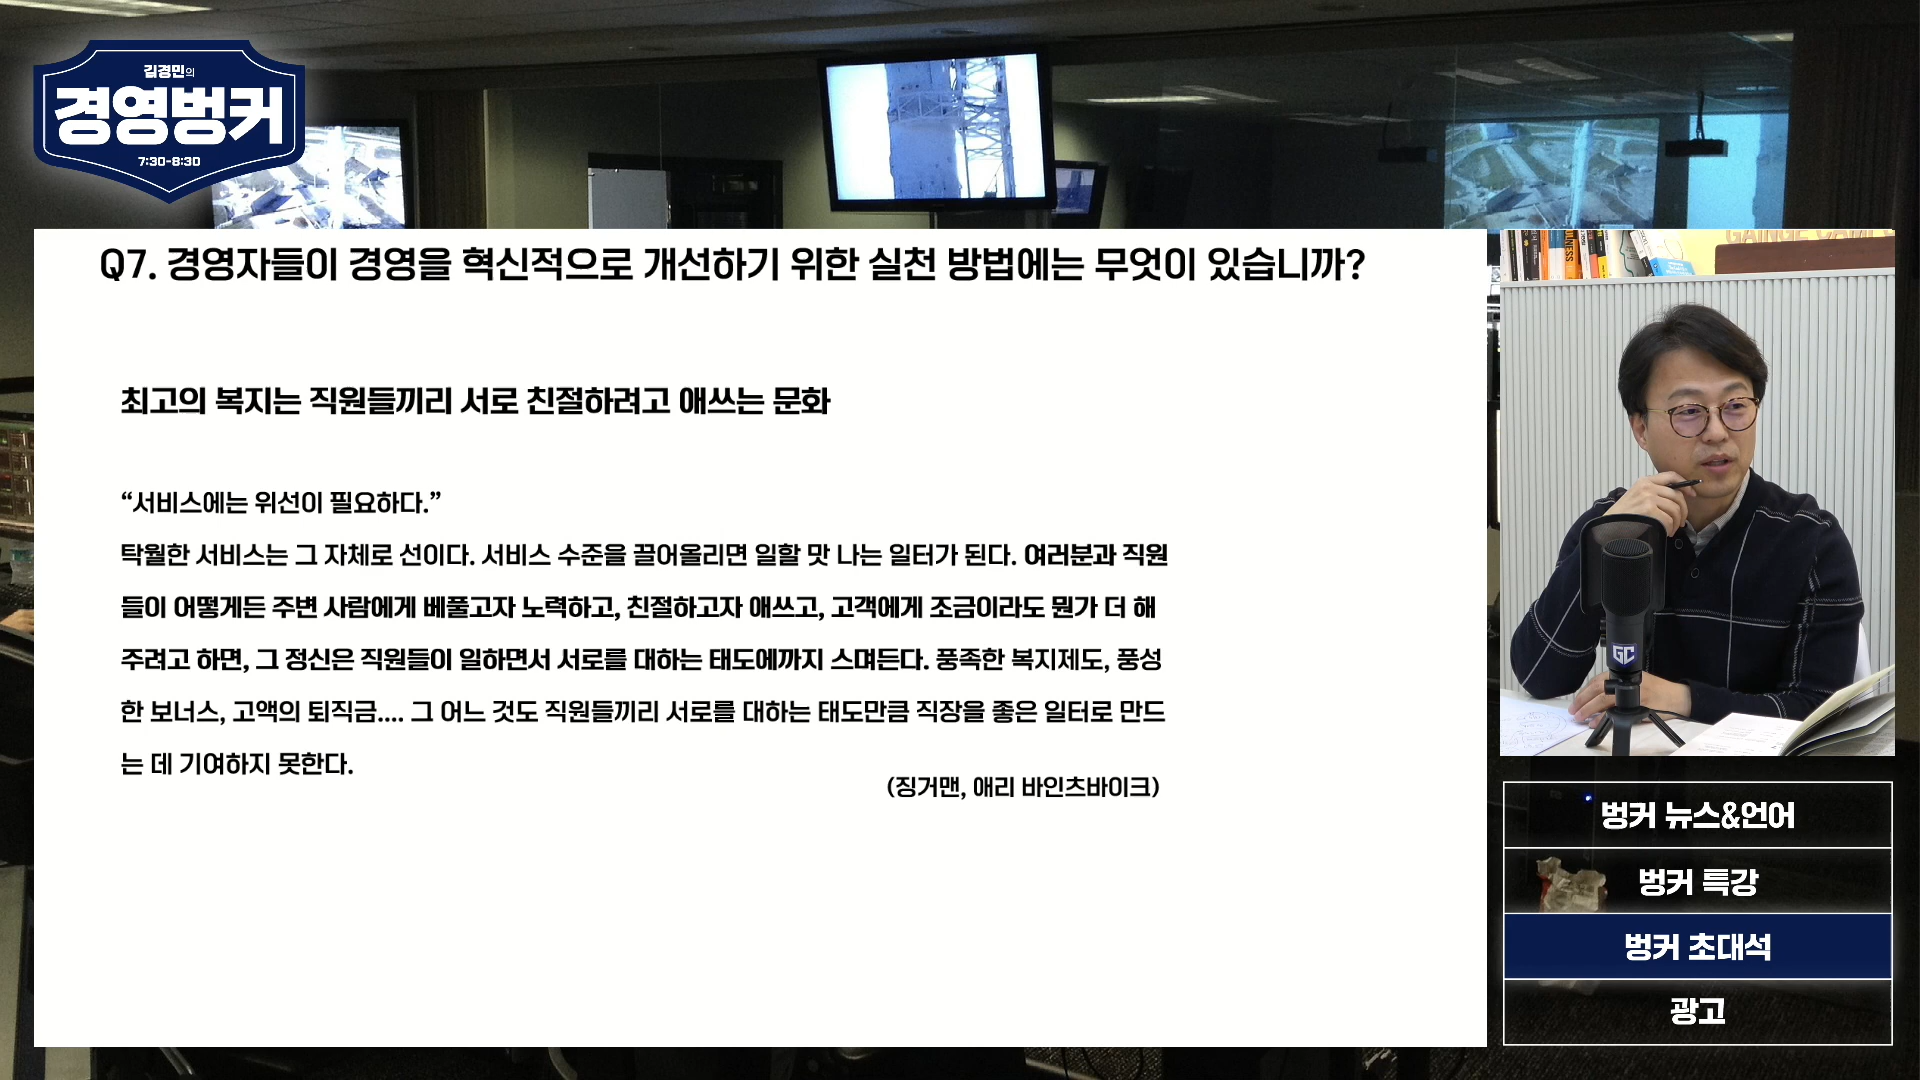 김경민의
경영벙커
7:30-8:30
Q7. 경영자들이 경영을 혁신적으로 개선하기 위한 실천 방법에는 무엇이 있습니까?
최고의 복지는 직원들끼리 서로 친절하려고 애쓰는 문화
“서비스에는 위선이 필요하다.”
탁월한 서비스는 그 자체로 선이다. 서비스 수준을 끌어올리면 일할 맛 나는 일터가 된다. 여러분과 직원
들이 어떻게든 주변 사람에게 베풀고자 노력하고, 친절하고자 애쓰고, 고객에게 조금이라도 뭔가 더 해
주려고 하면, 그 정신은 직원들이 일하면서 서로를 대하는 태도에까지 스며든다. 풍족한 복지제도, 풍성
한 보너스, 고액의 퇴직금.... 그 어느 것도 직원들끼리 서로를 대하는 태도만큼 직장을 좋은 일터로 만드
는 데 기여하지 못한다.
(징거맨, 애리 바인츠바이크)
GC
벙커 뉴스&언어
벙커 특강
벙커 초대석
광고